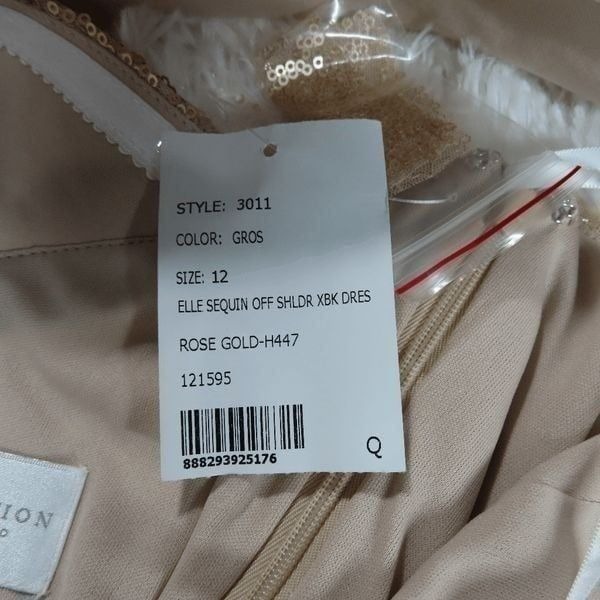 STYLE: 3011
COLOR: GROS
SIZE: 12
ELLE SEQUIN OFF SHLDR XBK DRES
ROSE GOLD-H447
121595
888293925176
Q